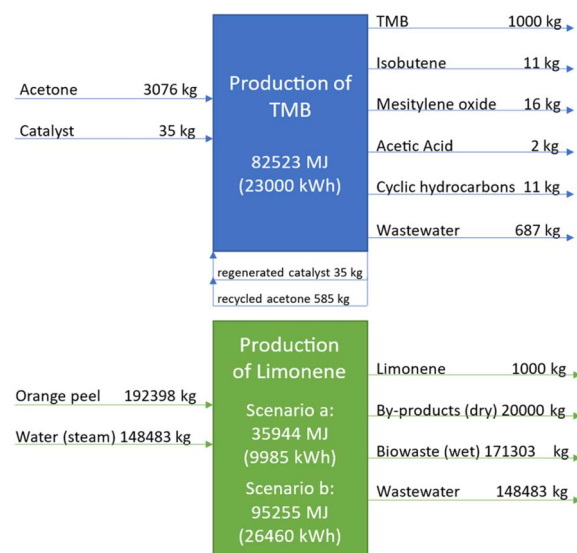 TMB 1000 kg
Isobutene 11 kg
Acetone 3076 kg
Production of
TMB
Mesitylene oxide 16 kg
Catalyst 35 kg
82523 MJ
(23000 kWh)
Acetic Acid 2 kg
Cyclic hydrocarbons 11 kg
Wastewater 687 kg
regenerated catalyst 35 kg
recycled acetone 585 kg
Production
of Limonene
Limonene 1000 kg
Orange peel 192398 kg
Scenario a:
35944 MJ
(9985 kWh)
By-products (dry) 20000 kg
Water (steam) 148483 kg
Biowaste (wet) 171303 kg
Scenario b:
95255 MJ
(26460 kWh)
Wastewater 148483 kg